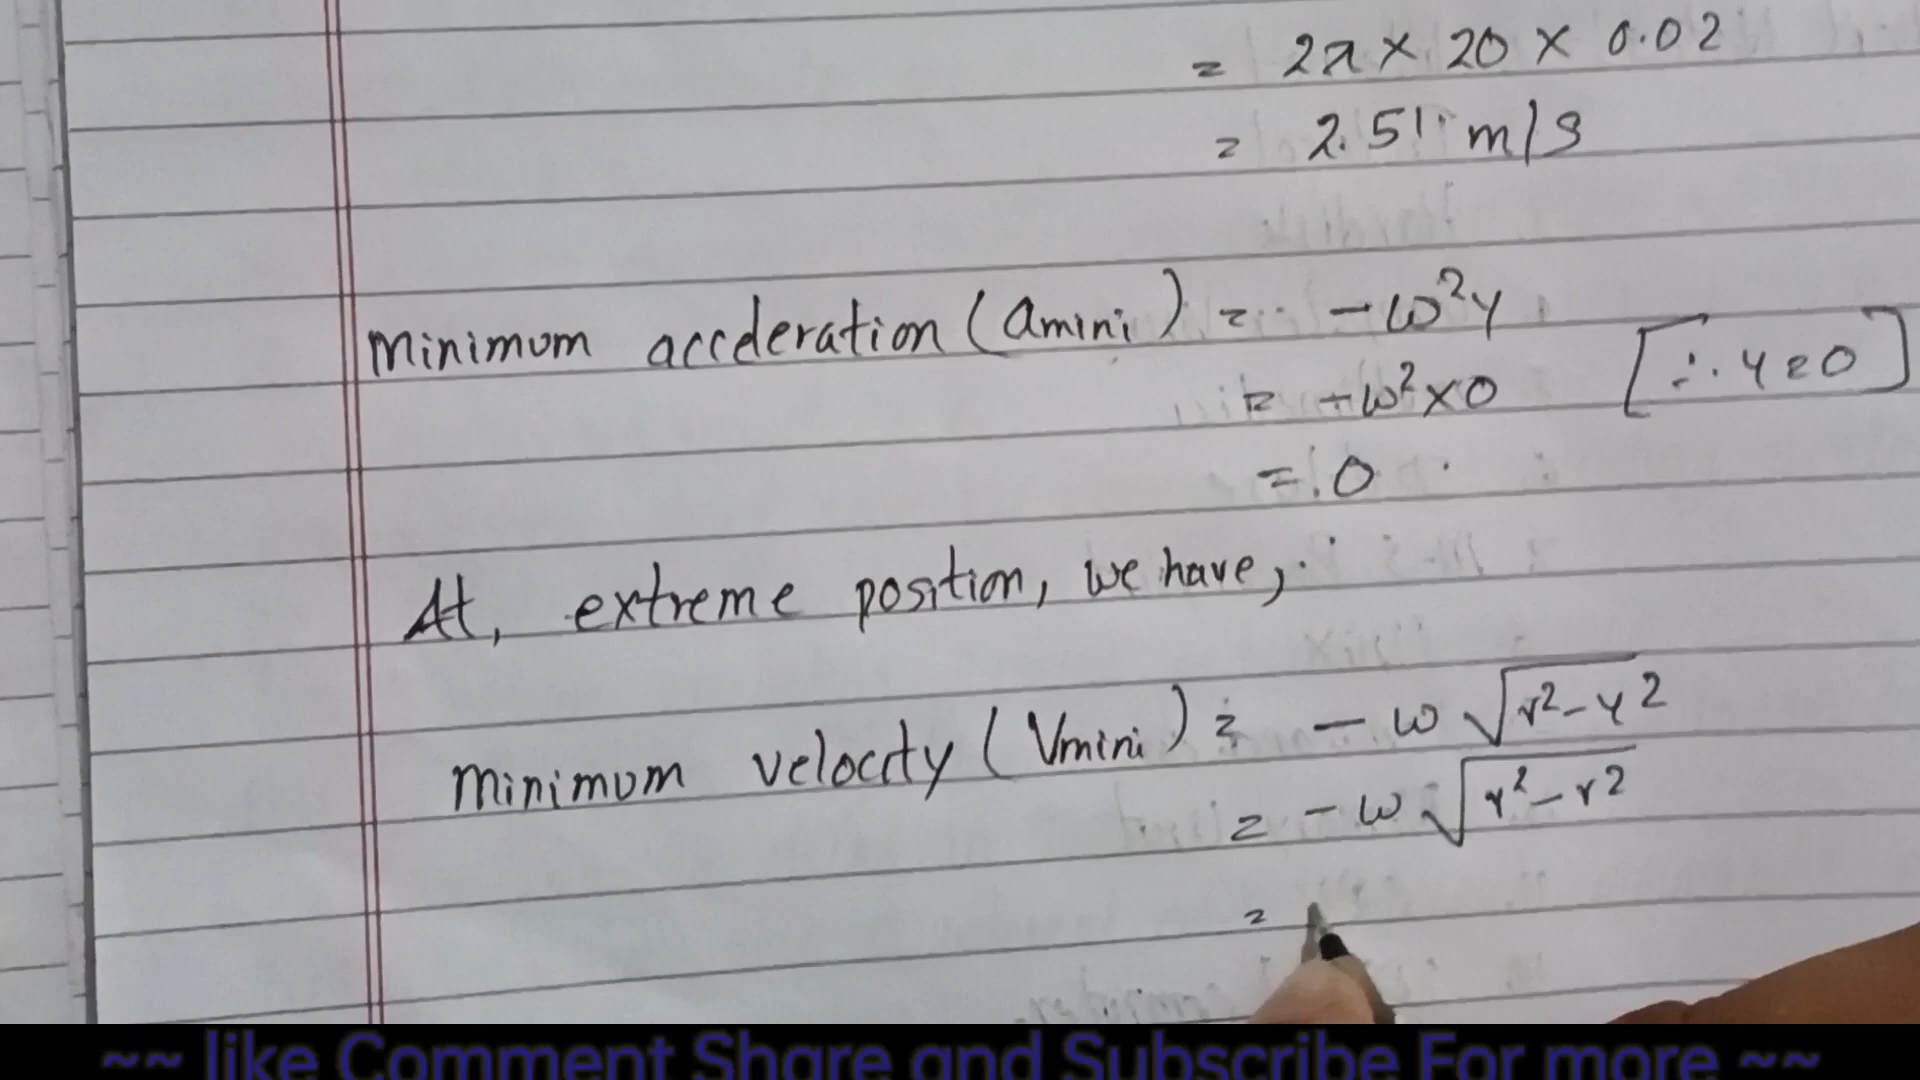 = 2π × 20 × 0.02
= 2.51 m/s
Minimum acceleration (amini) = - ω²y
= - ω² × 0 [∴ y = 0]
= 0
At, extreme position, we have,
Minimum velocity (Vmini) = - ω √r² - y²
= - ω √r² - r²
=
~~ like Comment Share and Subscribe For more ~~